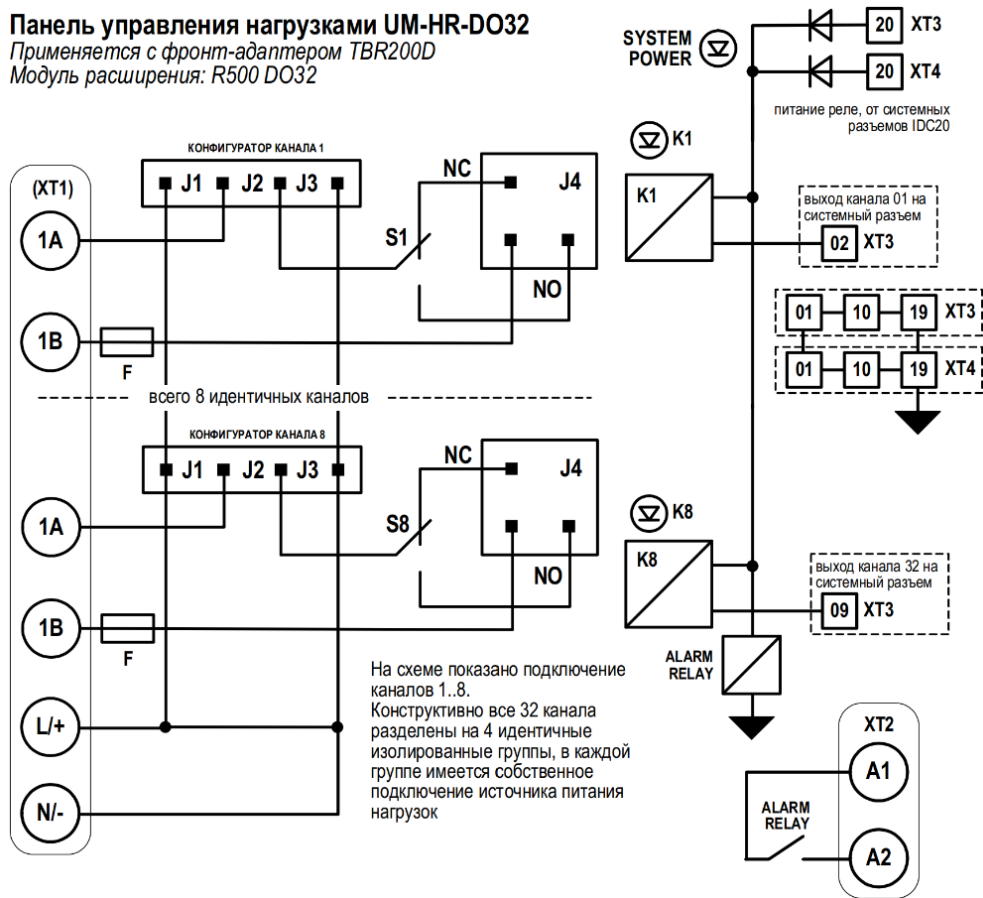 Панель управления нагрузками UM-HR-DO32
Применяется с фронт-адаптером TBR200D
Модуль расширения: R500 DO32
SYSTEM
POWER
20 XT3
20 XT4
питание реле, от системных
разъемов IDC20
(XT1)
КОНФИГУРАТОР КАНАЛА 1
J1 J2 J3
NC
J4
S1
NO
1A
1B
F
K1
K1
выход канала 01 на
системный разъем
02 XT3
01 10 19 XT3
01 10 19 XT4
всего 8 идентичных каналов
КОНФИГУРАТОР КАНАЛА 8
J1 J2 J3
NC
J4
S8
NO
1A
1B
F
K8
K8
выход канала 32 на
системный разъем
09 XT3
ALARM
RELAY
L/+
N/-
На схеме показано подключение
каналов 1..8.
Конструктивно все 32 канала
разделены на 4 идентичные
изолированные группы, в каждой
группе имеется собственное
подключение источника питания
нагрузок
XT2
A1
ALARM
RELAY
A2